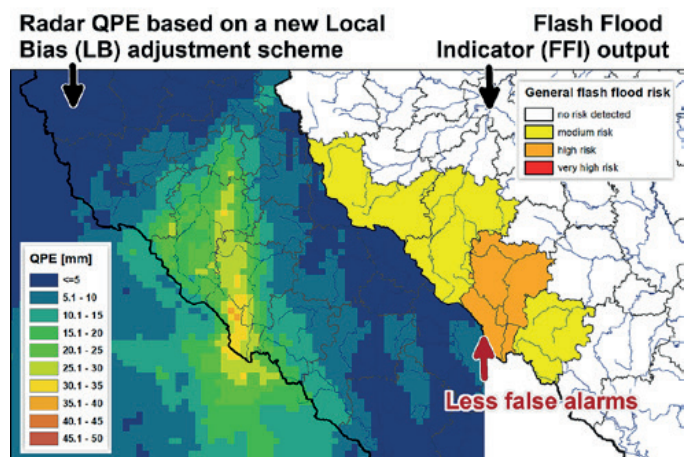 Radar QPE based on a new Local
Bias (LB) adjustment scheme
Flash Flood
Indicator (FFI) output
General flash flood risk
no risk detected
modium risk
high risk
very high risk
QPE [mm]
<=5
5.1 - 10
10.1 - 15
15.1 - 20
20.1 - 25
25.1 - 30
30.1 - 35
35.1 - 40
40.1 - 45
45.1 - 50
Less false alarms